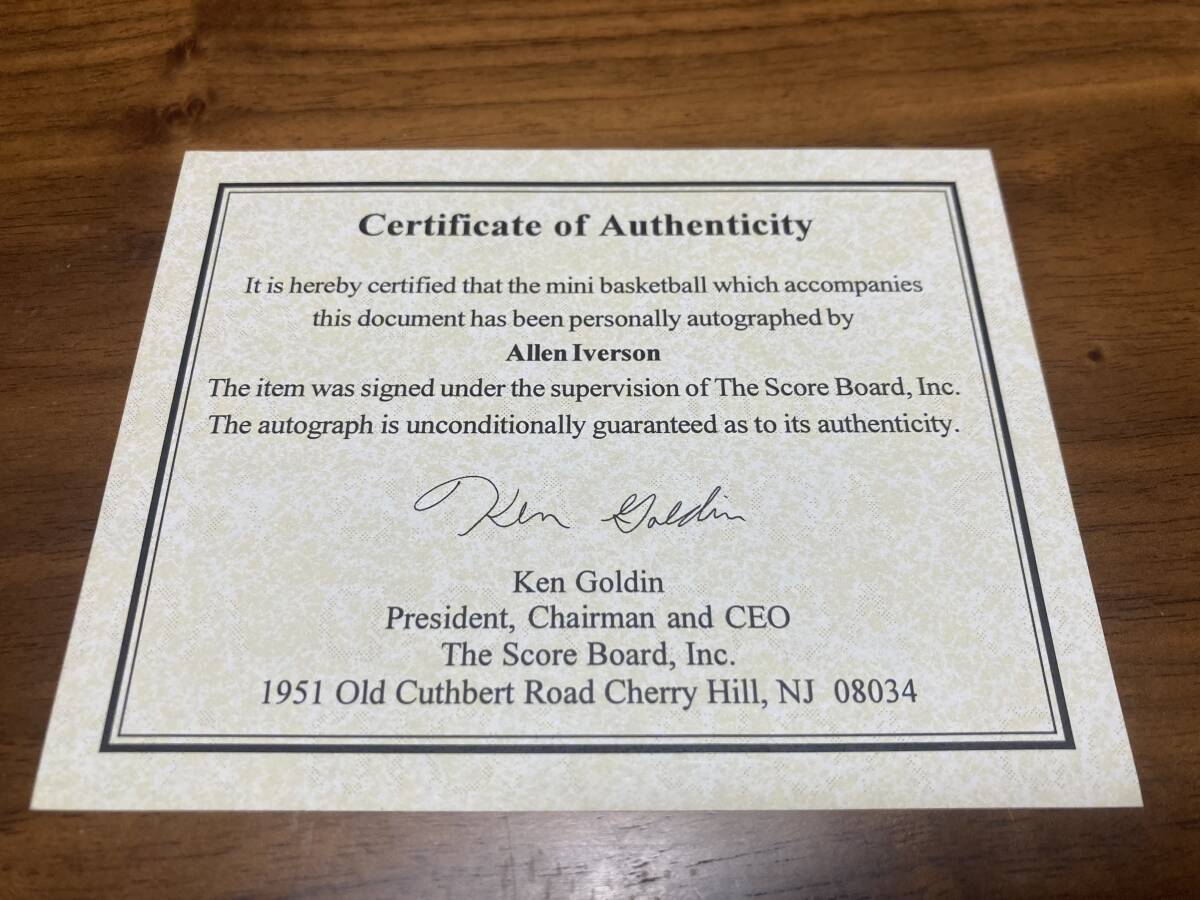 Certificate of Authenticity
It is hereby certified that the mini basketball which accompanies
this document has been personally autographed by
Allen Iverson
The item was signed under the supervision of The Score Board, Inc.
The autograph is unconditionally guaranteed as to its authenticity.
Ken Goldin
Ken Goldin
President, Chairman and CEO
The Score Board, Inc.
1951 Old Cuthbert Road Cherry Hill, NJ 08034